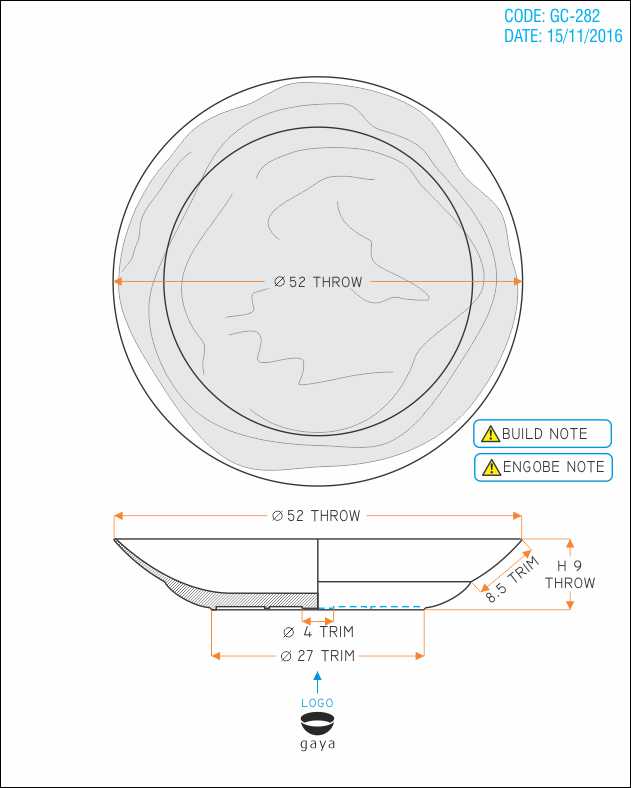 CODE: GC-282
DATE: 15/11/2016
Ø 52 THROW
BUILD NOTE
ENGOBE NOTE
Ø 52 THROW
8.5 TRIM
H 9
THROW
Ø 4 TRIM
Ø 27 TRIM
LOGO
gaya